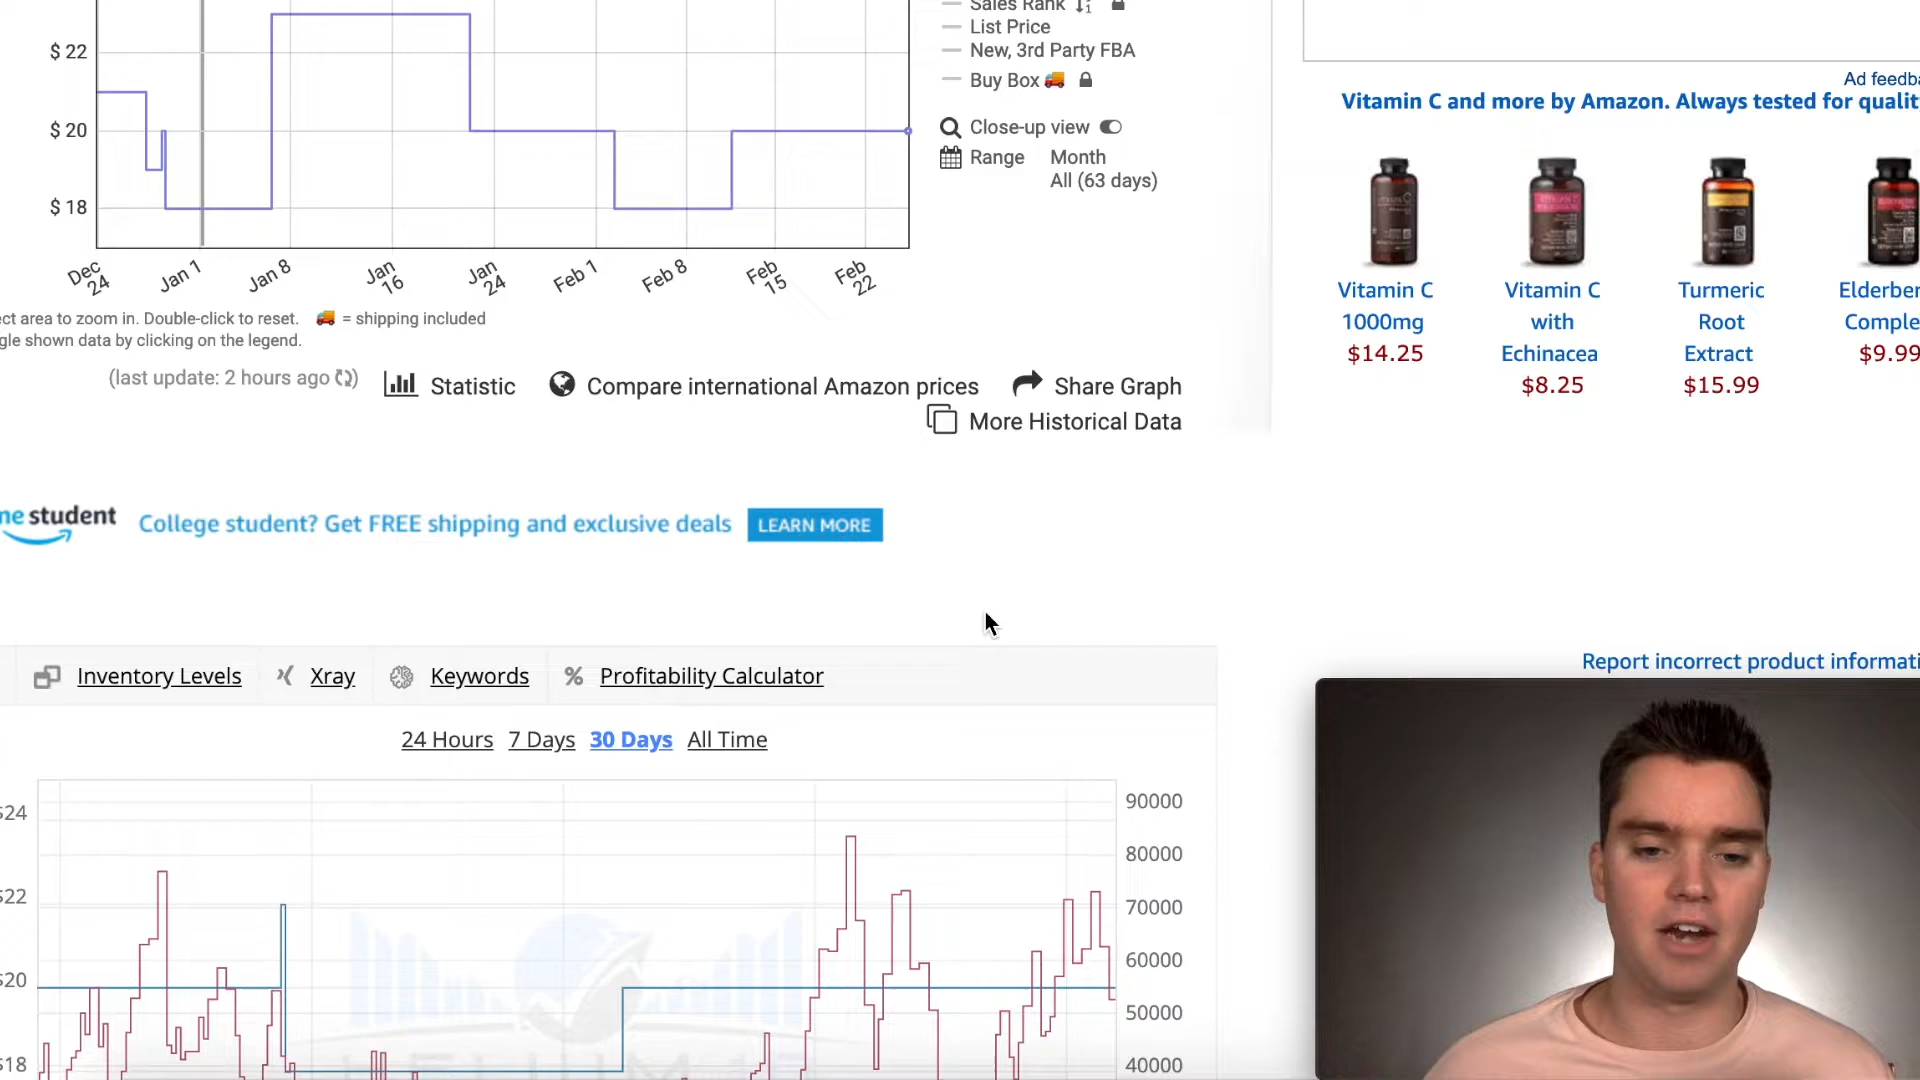 Sales Rank
List Price
New, 3rd Party FBA
Buy Box
Close-up view
Range Month
All (63 days)
$ 22
$ 20
$ 18
Dec 24
Jan 1
Jan 8
Jan 16
Jan 24
Feb 1
Feb 8
Feb 15
Feb 22
ct area to zoom in. Double-click to reset. = shipping included
gle shown data by clicking on the legend.
(last update: 2 hours ago)
Statistic
Compare international Amazon prices
Share Graph
More Historical Data
Ad feedba
Vitamin C and more by Amazon. Always tested for qualit
Vitamin C
1000mg
$14.25
Vitamin C
with
Echinacea
$8.25
Turmeric
Root
Extract
$15.99
Elderber
Comple
$9.99
ne student
College student? Get FREE shipping and exclusive deals
LEARN MORE
Inventory Levels
Xray
Keywords
% Profitability Calculator
Report incorrect product informati
24 Hours 7 Days 30 Days All Time
$24
$22
$20
$18
90000
80000
70000
60000
50000
40000